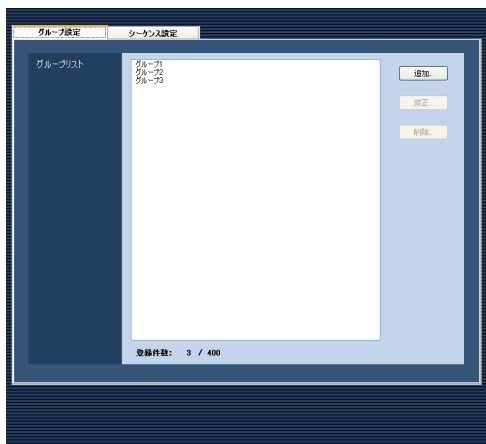 グループ設定
シーケンス設定
グループリスト
グループ1
グループ2
グループ3
追加...
修正...
削除...
登録件数: 3 / 400